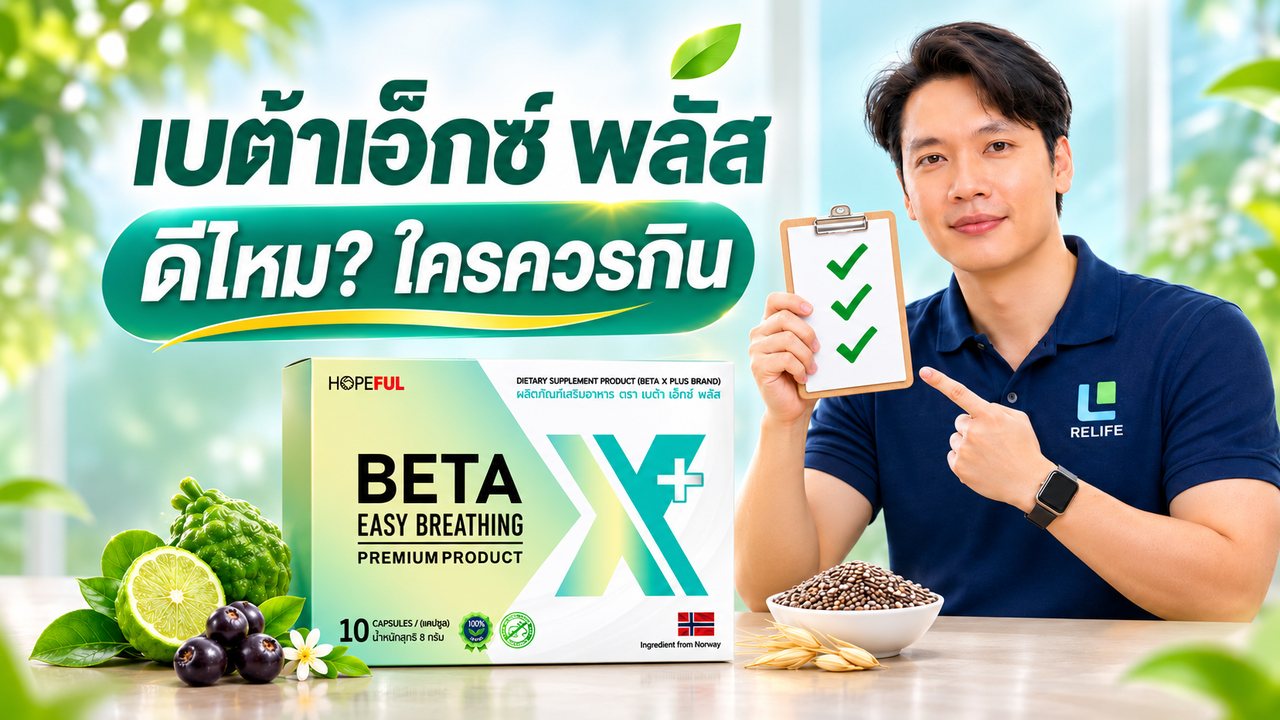 เบต้าเอ็กซ์ พลัส
ดีไหม? ใครควรกิน
HOPEFUL
DIETARY SUPPLEMENT PRODUCT (BETA X PLUS BRAND)
ผลิตภัณฑ์เสริมอาหาร ตรา เบต้า เอ็กซ์ พลัส
BETA
EASY BREATHING
PREMIUM PRODUCT
X+
10 CAPSULES / (แคปซูล)
น้ำหนักสุทธิ 8 กรัม
100%
Ingredient from Norway
RELIFE